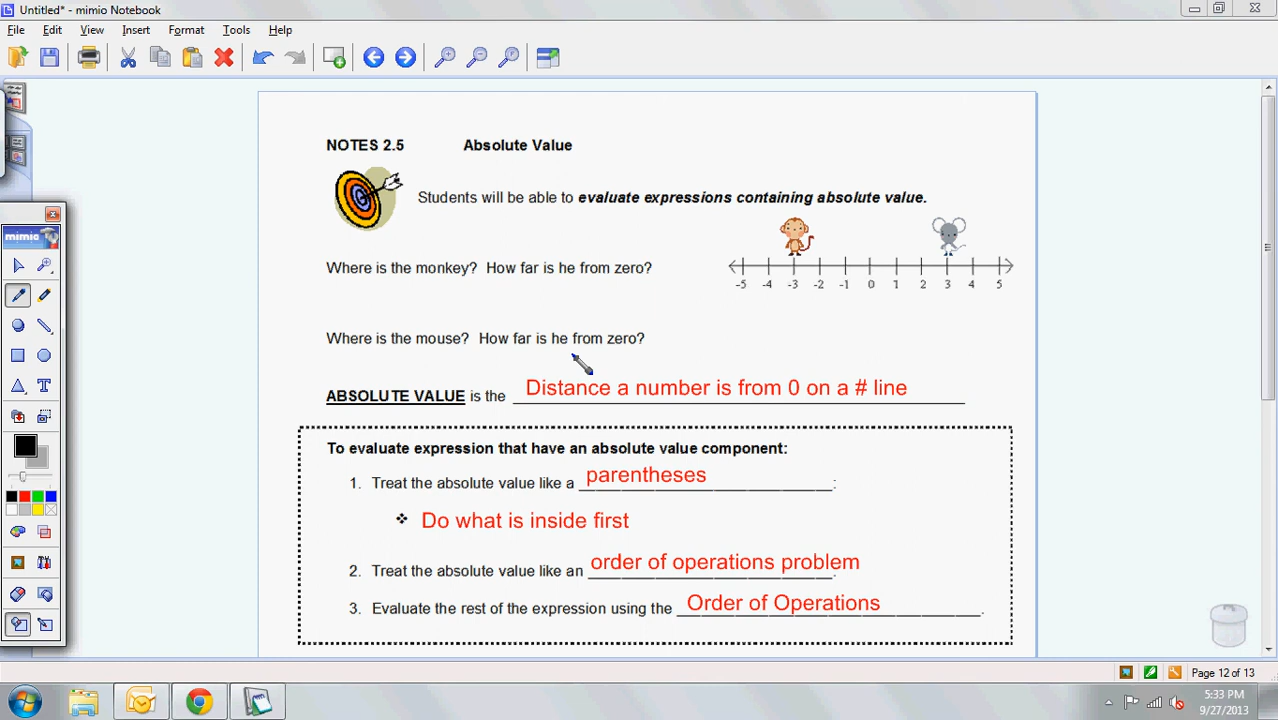 Untitled* - mimio Notebook
File Edit View Insert Format Tools Help
NOTES 2.5 Absolute Value
Students will be able to evaluate expressions containing absolute value.
Where is the monkey? How far is he from zero?
-5 -4 -3 -2 -1 0 1 2 3 4 5
Where is the mouse? How far is he from zero?
ABSOLUTE VALUE is the Distance a number is from 0 on a # line
To evaluate expression that have an absolute value component:
1. Treat the absolute value like a parentheses :
❖ Do what is inside first
2. Treat the absolute value like an order of operations problem.
3. Evaluate the rest of the expression using the Order of Operations.
mimio
Page 12 of 13
5:33 PM
9/27/2013